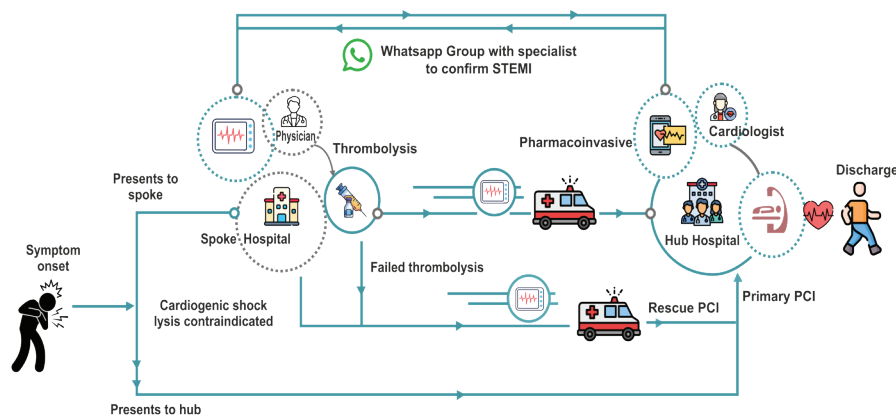 Whatsapp Group with specialist
to confirm STEMI
Physician
Thrombolysis
Pharmacoinvasive
Cardiologist
Presents to
spoke
Discharge
Spoke Hospital
Hub Hospital
Symptom
onset
Failed thrombolysis
Cardiogenic shock
lysis contraindicated
Rescue PCI
Primary PCI
Presents to hub